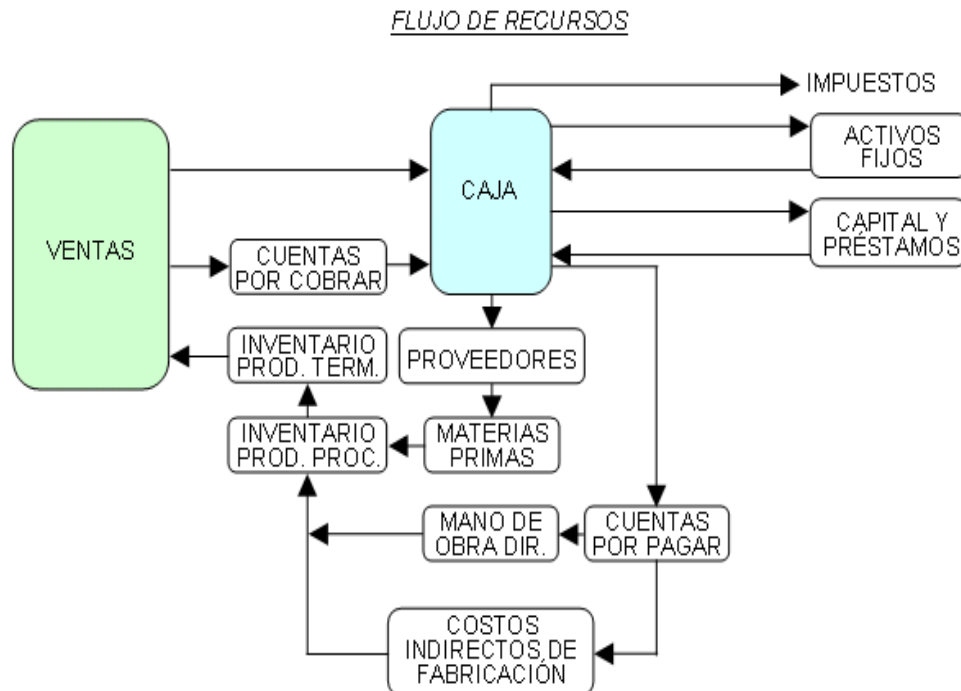 FLUJO DE RECURSOS
IMPUESTOS
ACTIVOS
FIJOS
CAJA
VENTAS
CAPITAL Y
PRÉSTAMOS
CUENTAS
POR COBRAR
INVENTARIO
PROD. TERM.
PROVEEDORES
INVENTARIO
PROD. PROC.
MATERIAS
PRIMAS
MANO DE
OBRA DIR.
CUENTAS
POR PAGAR
COSTOS
INDIRECTOS DE
FABRICACIÓN